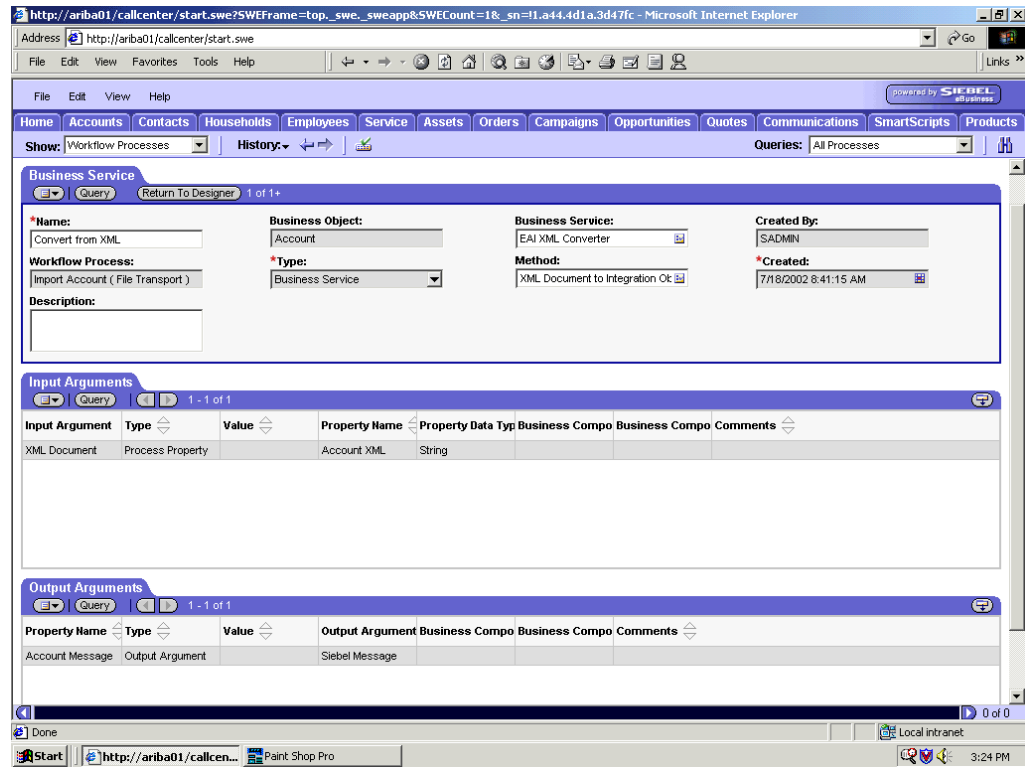 http://ariba01/callcenter/start.swe?SWEFrame=top._swe._sweapp&SWECount=1&_sn=!1.a44.4d1a.3d47fc - Microsoft Internet Explorer
Address http://ariba01/callcenter/start.swe Go
File Edit View Favorites Tools Help Links »
File Edit View Help powered by SIEBEL eBusiness
Home Accounts Contacts Households Employees Service Assets Orders Campaigns Opportunities Quotes Communications SmartScripts Products
Show: Workflow Processes History: Queries: All Processes
Business Service
Query Return To Designer 1 of 1+
*Name: Business Object: Business Service: Created By:
Convert from XML Account EAI XML Converter SADMIN
Workflow Process: *Type: Method: *Created:
Import Account ( File Transport ) Business Service XML Document to Integration Ok 7/18/2002 8:41:15 AM
Description:
Input Arguments
Query 1 - 1 of 1
Input Argument Type Value Property Name Property Data Typ Business Compo Business Compo Comments
XML Document Process Property Account XML String
Output Arguments
Query 1 - 1 of 1
Property Name Type Value Output Argument Business Compo Business Compo Comments
Account Message Output Argument Siebel Message
0 of 0
Done Local intranet
Start http://ariba01/callcen... Paint Shop Pro 3:24 PM